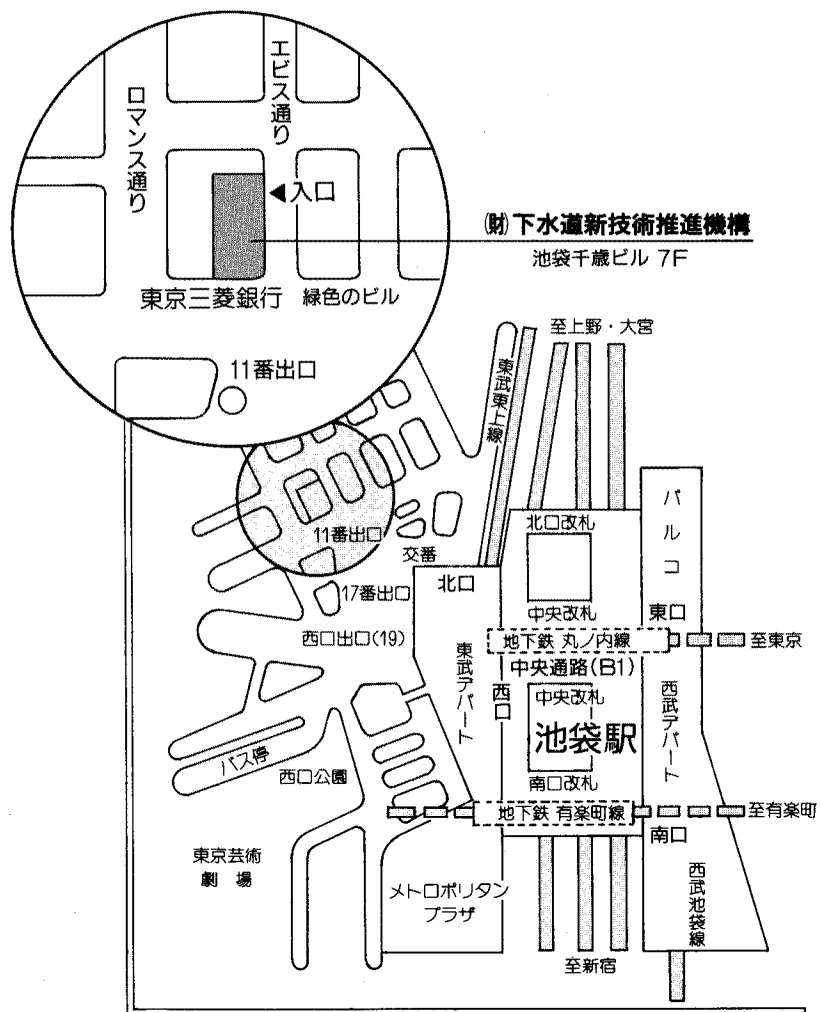 エビス通り
ロマンス通り
◀入口
(財)下水道新技術推進機構
池袋千歳ビル 7F
東京三菱銀行
緑色のビル
11番出口
至上野・大宮
東武東上線
パルコ
北口改札
11番出口
交番
北口
17番出口
中央改札
東口
西口出口(19)
地下鉄 丸ノ内線
至東京
中央通路(B1)
東武デパート
西口
中央改札
西武デパート
池袋駅
バス停
西口公園
南口改札
地下鉄 有楽町線
至有楽町
南口
東京芸術
劇場
メトロポリタン
プラザ
西武池袋線
至新宿